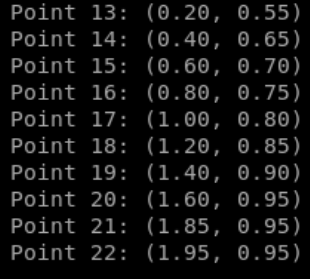 Point 13: (0.20, 0.55)
Point 14: (0.40, 0.65)
Point 15: (0.60, 0.70)
Point 16: (0.80, 0.75)
Point 17: (1.00, 0.80)
Point 18: (1.20, 0.85)
Point 19: (1.40, 0.90)
Point 20: (1.60, 0.95)
Point 21: (1.85, 0.95)
Point 22: (1.95, 0.95)